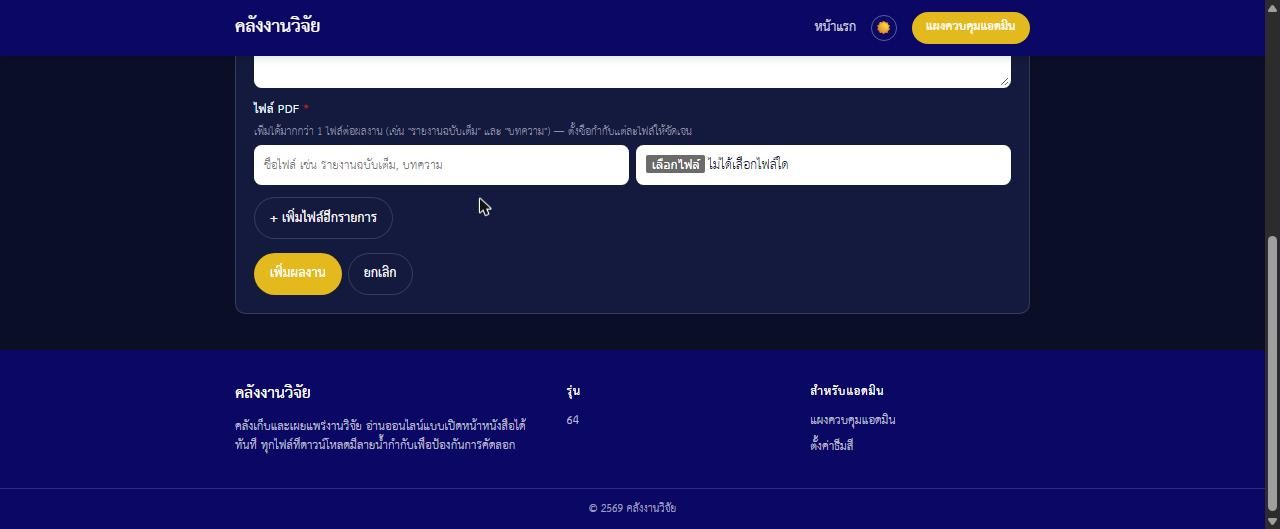 คลังงานวิจัย
หน้าแรก
แผงควบคุมแอดมิน
ไฟล์ PDF *
เพิ่มได้มากกว่า 1 ไฟล์ต่อผลงาน (เช่น "รายงานฉบับเต็ม" และ "บทความ") — ตั้งชื่อกำกับแต่ละไฟล์ให้ชัดเจน
ชื่อไฟล์ เช่น รายงานฉบับเต็ม, บทความ
เลือกไฟล์ ไม่ได้เลือกไฟล์ใด
+ เพิ่มไฟล์อีกรายการ
เพิ่มผลงาน
ยกเลิก
คลังงานวิจัย
คลังเก็บและเผยแพร่งานวิจัย อ่านออนไลน์แบบเปิดหน้าหนังสือได้
ทันที ทุกไฟล์ที่ดาวน์โหลดมีลายน้ำกำกับเพื่อป้องกันการคัดลอก
รุ่น
64
สำหรับแอดมิน
แผงควบคุมแอดมิน
ตั้งค่าธีมสี
© 2569 คลังงานวิจัย